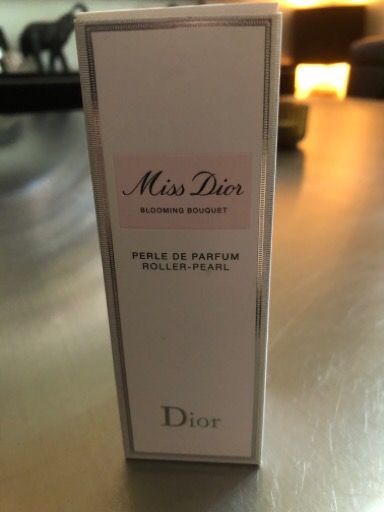 Miss Dior
BLOOMING BOUQUET
PERLE DE PARFUM
ROLLER-PEARL
Dior